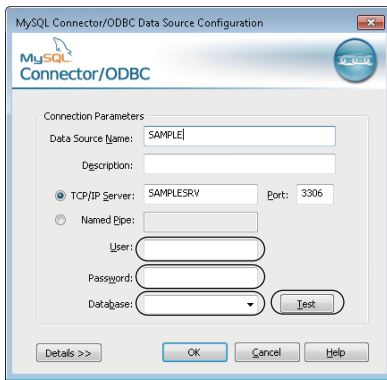 MySQL Connector/ODBC Data Source Configuration
MySQL
Connector/ODBC
Connection Parameters
Data Source Name: SAMPLE
Description:
TCP/IP Server: SAMPLESRV Port: 3306
Named Pipe:
User:
Password:
Database: Test
Details >> OK Cancel Help